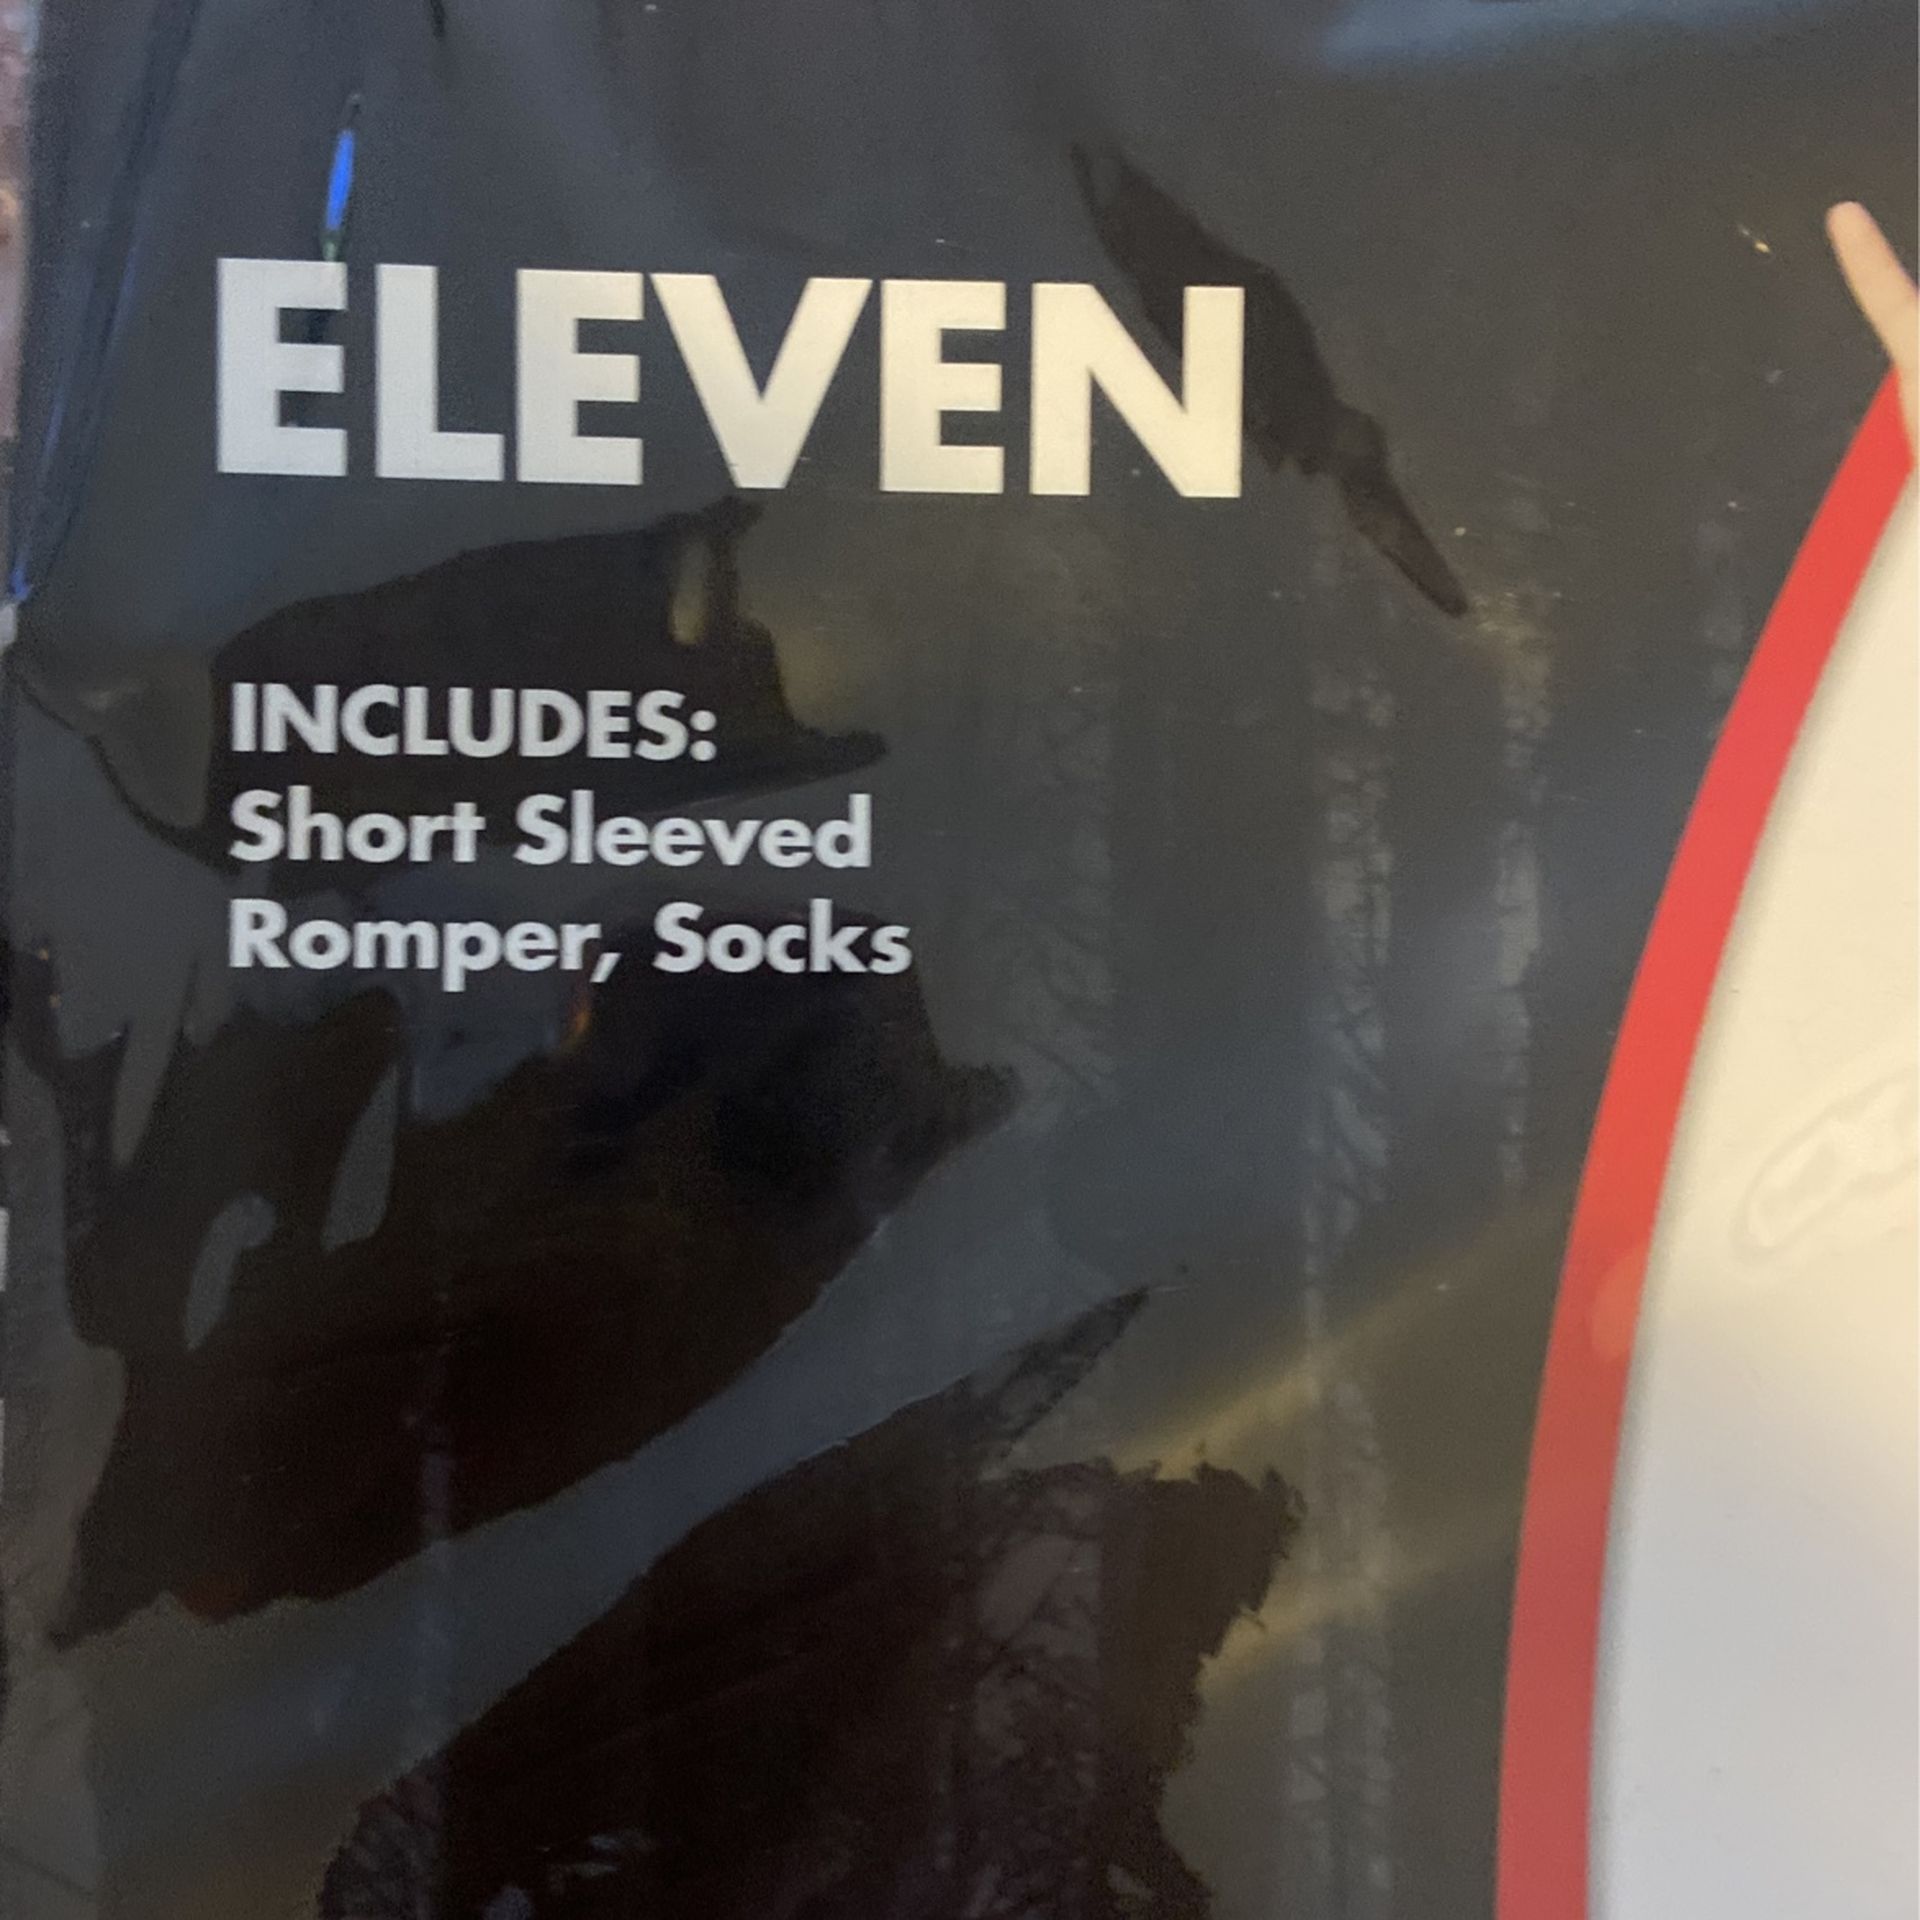 ELEVEN
INCLUDES:
Short Sleeved
Romper, Socks